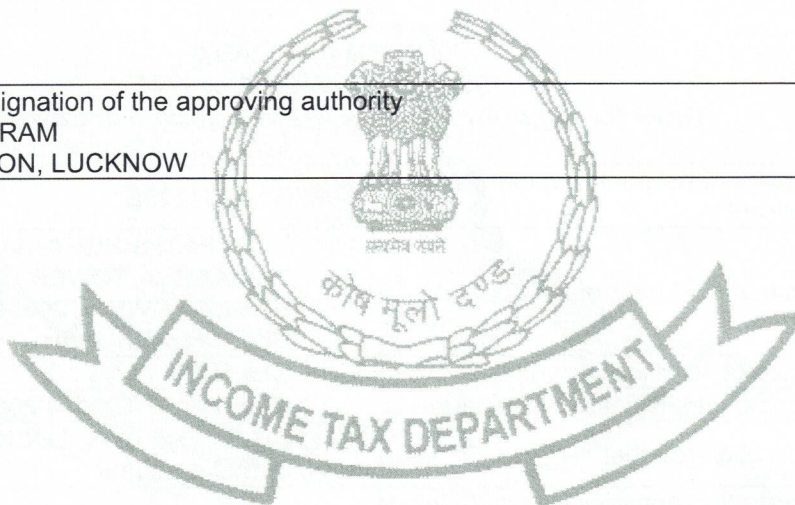 ignation of the approving authority
RAM
ON, LUCKNOW
सत्यमेव जयते
कोष मूलो दण्ड
INCOME TAX DEPARTMENT